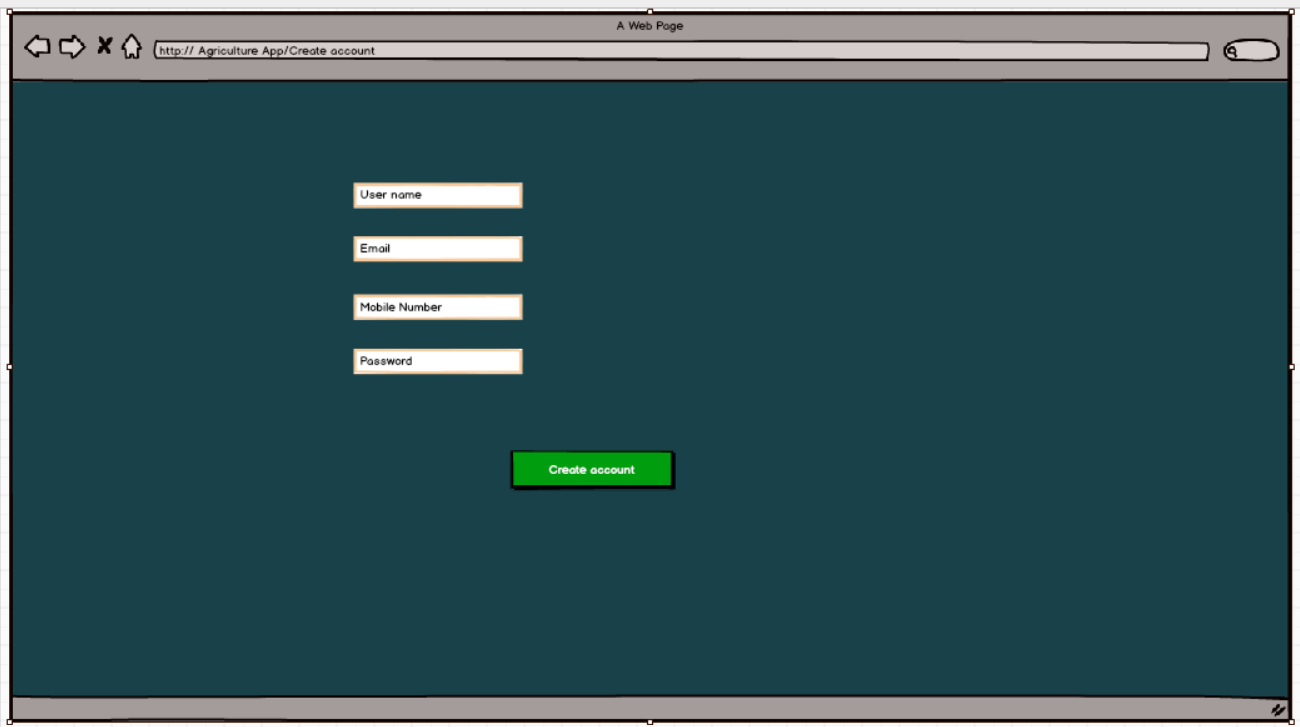 A Web Page
http:// Agriculture App/Create account
User name
Email
Mobile Number
Password
Create account